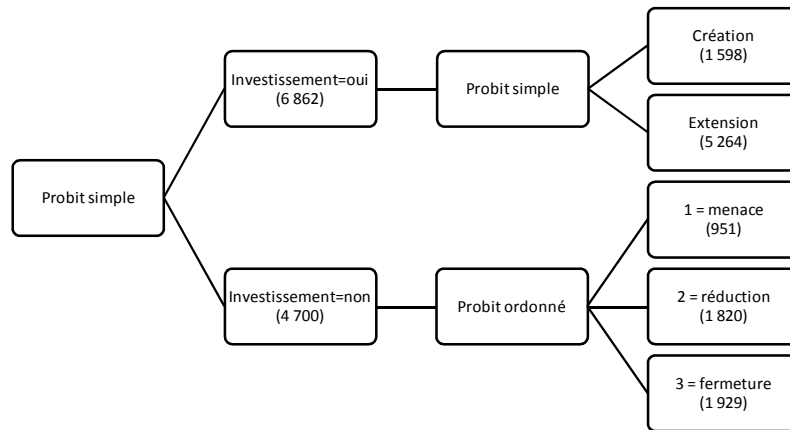 Probit simple
Investissement=oui
(6 862)
Probit simple
Création
(1 598)
Extension
(5 264)
Investissement=non
(4 700)
Probit ordonné
1 = menace
(951)
2 = réduction
(1 820)
3 = fermeture
(1 929)